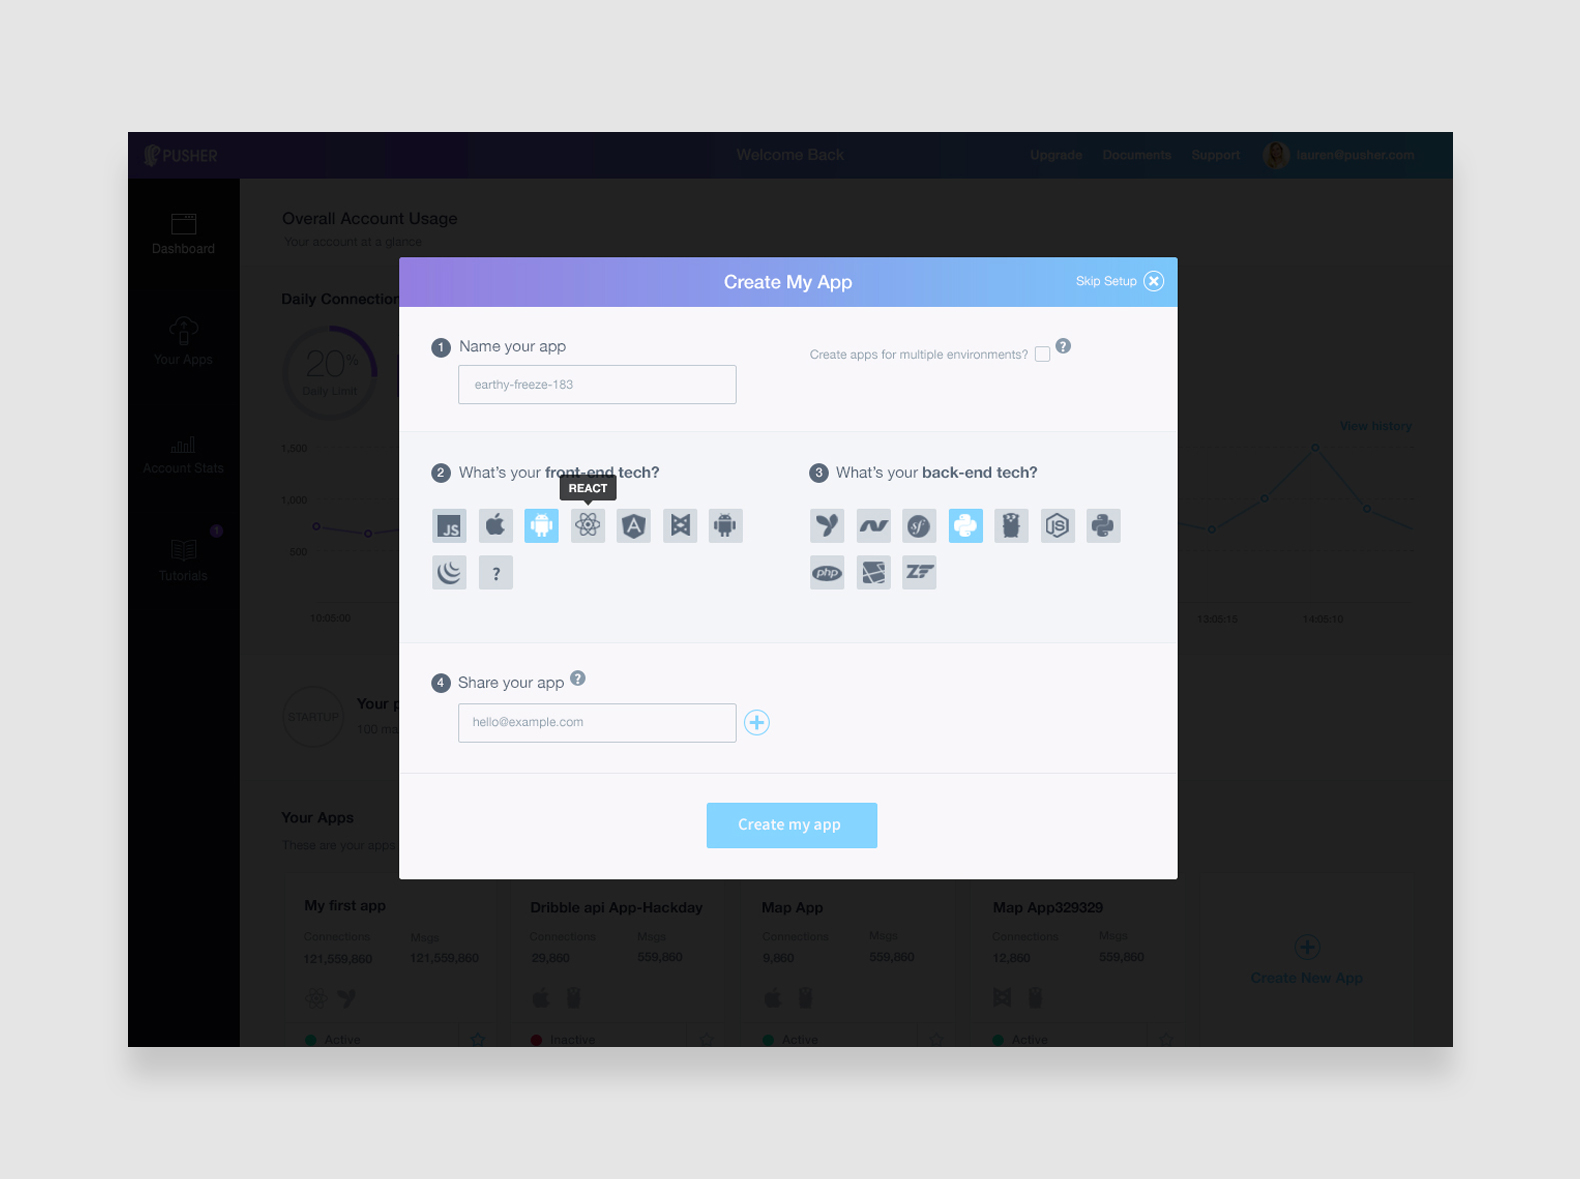 PUSHER
Welcome Back
Upgrade Documents Support lauren@pusher.com
Dashboard
Your Apps
Account Stats
1
Tutorials
Overall Account Usage
Your account at a glance
Daily Connection
20%
Daily Limit
View history
1,500
1,000
500
10:05:00
13:05:15
14:05:10
STARTUP
Your p
100 ma
Create My App
Skip Setup
1 Name your app
earthy-freeze-183
Create apps for multiple environments? ?
2 What's your front-end tech?
REACT
JS
A
?
3 What's your back-end tech?
sf
JS
php
ZF
4 Share your app ?
hello@example.com
Create my app
Your Apps
These are your apps
My first app
Connections Msgs
121,559,860 121,559,860
Active
Dribble api App-Hackday
Connections Msgs
29,860 559,860
Inactive
Map App
Connections Msgs
9,860 559,860
Active
Map App329329
Connections Msgs
12,860 559,860
Active
Create New App